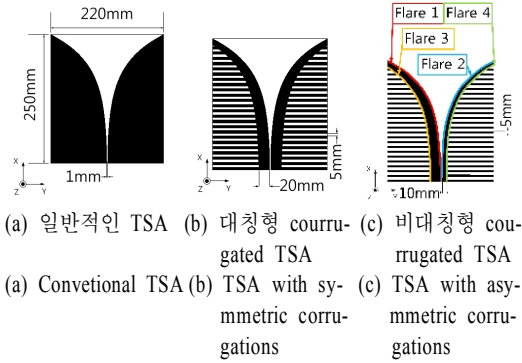 220mm
250mm
1mm
X
Z Y
20mm
5mm
X
Z Y
Flare 1 Flare 4
Flare 3
Flare 2
5mm
10mm
x
z Y
(a) 일반적인 TSA (b) 대칭형 courru- (c) 비대칭형 cou-
gated TSA rrugated TSA
(a) Convetional TSA (b) TSA with sy- (c) TSA with asy-
mmetric corru- mmetric corru-
gations gations